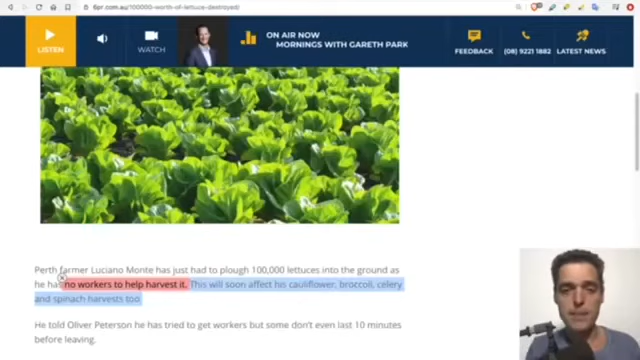 6pr.com.au/100000-worth-of-lettuce-destroyed/
LISTEN
WATCH
ON AIR NOW
MORNINGS WITH GARETH PARK
FEEDBACK
(08) 9221 1882
LATEST NEWS
Perth farmer Luciano Monte has just had to plough 100,000 lettuces into the ground as
he has no workers to help harvest it. This will soon affect his cauliflower, broccoli, celery
and spinach harvests too.
He told Oliver Peterson he has tried to get workers but some don't even last 10 minutes
before leaving.